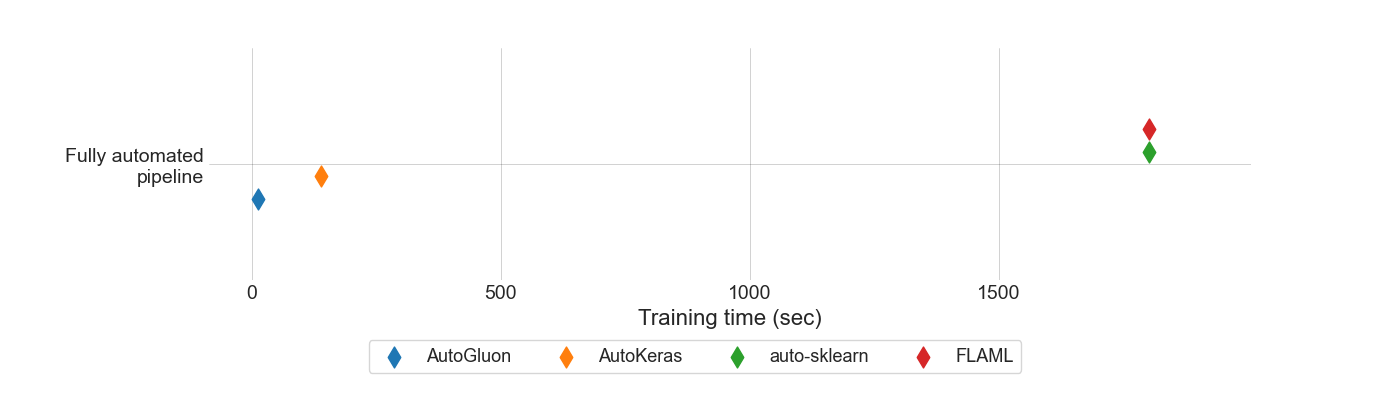 Fully automated
pipeline
0 500 1000 1500
Training time (sec)
AutoGluon AutoKeras auto-sklearn FLAML